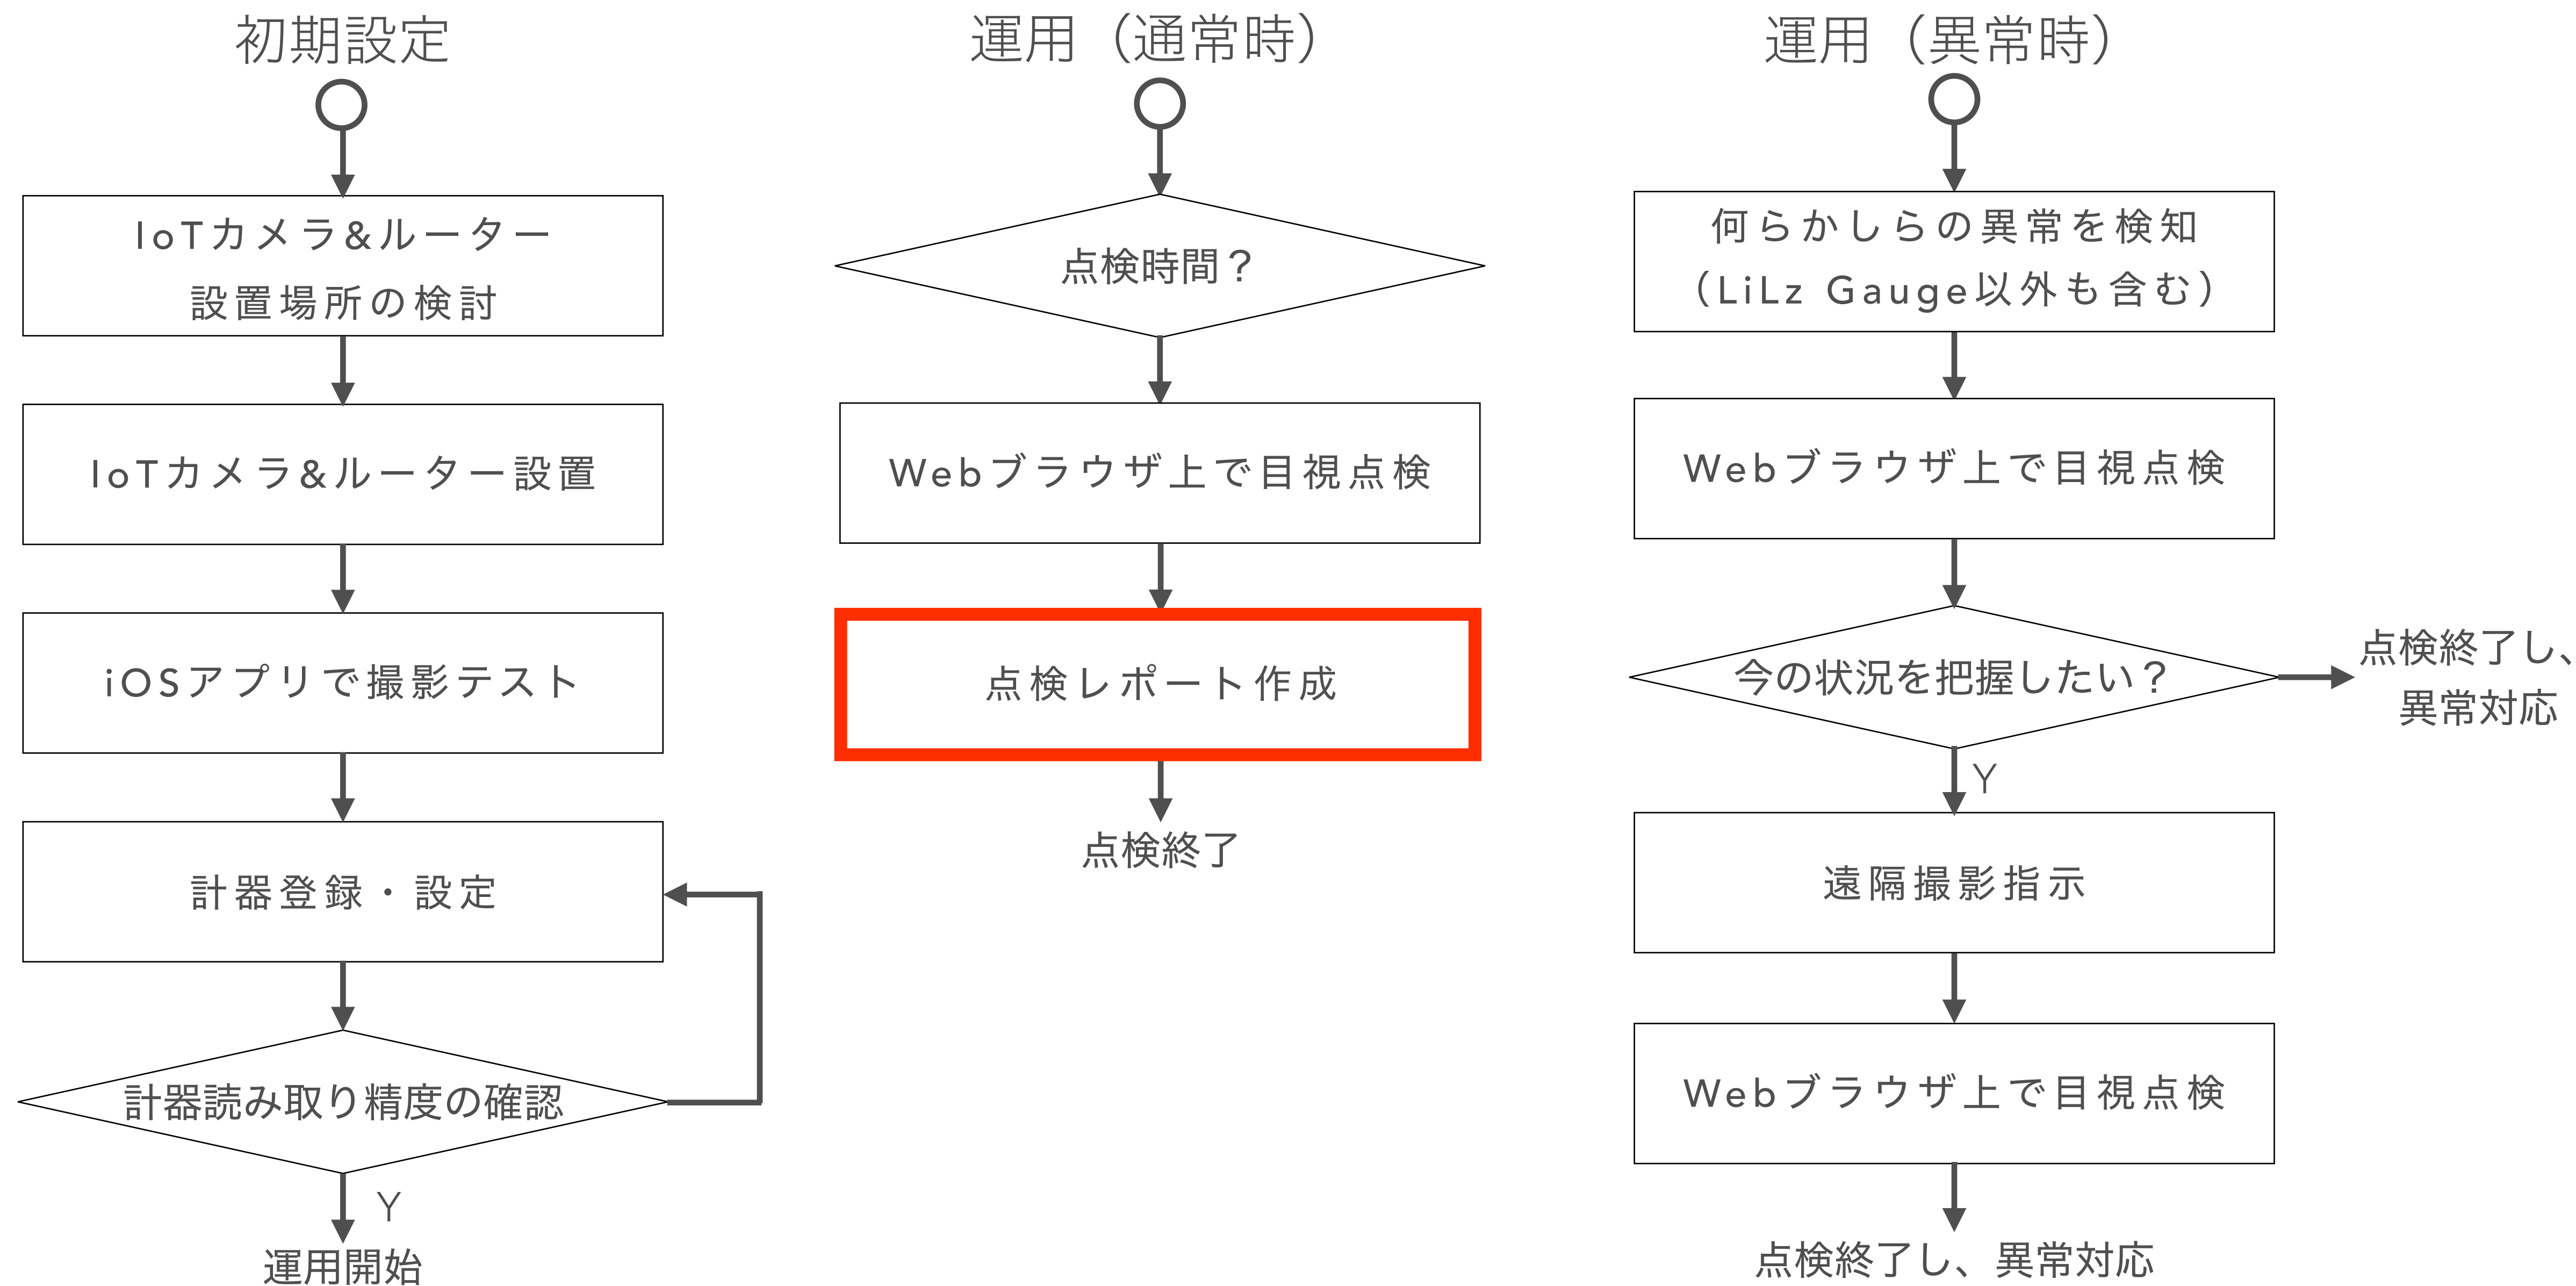 初期設定
IoTカメラ&ルーター
設置場所の検討
IoTカメラ&ルーター設置
iOSアプリで撮影テスト
計器登録・設定
計器読み取り精度の確認
Y
運用開始
運用（通常時）
点検時間？
Webブラウザ上で目視点検
点検レポート作成
点検終了
運用（異常時）
何らかしらの異常を検知
（LiLz Gauge以外も含む）
Webブラウザ上で目視点検
今の状況を把握したい？
点検終了し、
異常対応
Y
遠隔撮影指示
Webブラウザ上で目視点検
点検終了し、異常対応